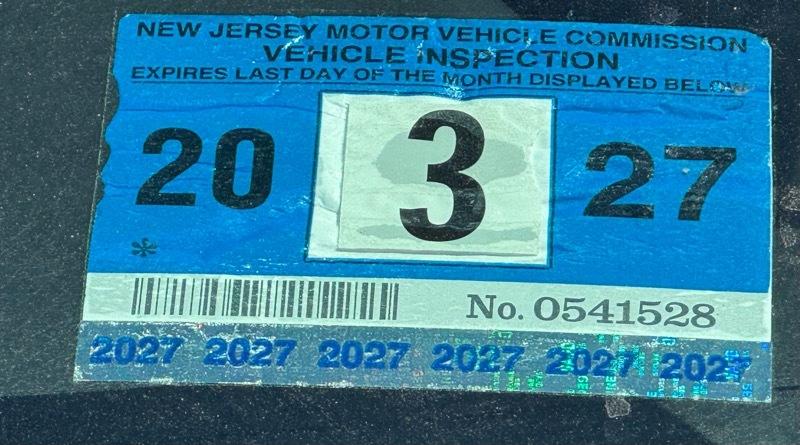 NEW JERSEY MOTOR VEHICLE COMMISSION
VEHICLE INSPECTION
EXPIRES LAST DAY OF THE MONTH DISPLAYED BELOW
20 3 27
*
No. 0541528
2027 2027 2027 2027 2027 2027